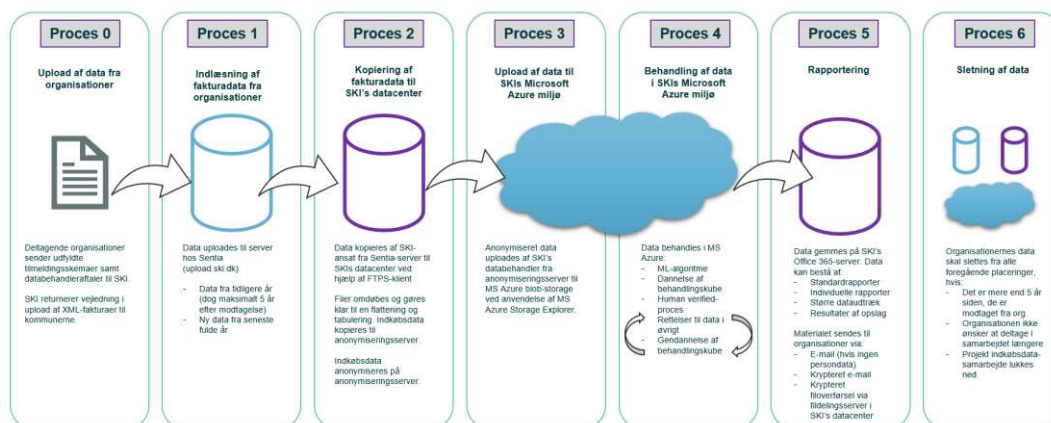 Proces 0
Upload af data fra
organisationer
Deltagende organisationer
sender udfyldte
tilmeldingsskemaer samt
databehandleraftaler til SKI.
SKI returnerer vejledning i
upload af XML-fakturaer til
kommunerne.
Proces 1
Indlæsning af
fakturadata fra
organisationer
Data uploades til server
hos Sentia
(upload.ski.dk)
- Data fra tidligere år
(dog maksimalt 5 år
efter modtagelse)
- Ny data fra seneste
fulde år
Proces 2
Kopiering af
fakturadata til
SKI's datacenter
Data kopieres af SKI-
ansat fra Sentia-server til
SKIs datacenter ved
hjælp af FTPS-klient
Filer omdøbes og gøres
klar til en flattening og
tabulering. Indkøbsdata
kopieres til
anonymiseringsserver.
Indkøbsdata
anonymiseres på
anonymiseringsserver.
Proces 3
Upload af data til
SKIs Microsoft
Azure miljø
Anonymiseret data
uploades af SKI's
databehandler fra
anonymiseringsserver til
MS Azure blob-storage
ved anvendelse af MS
Azure Storage Explorer.
Proces 4
Behandling af data
i SKIs Microsoft
Azure miljø
Data behandles i MS
Azure:
- ML-algoritme
- Dannelse af
behandlingskube
- Human verified-
proces
- Rettelser til data i
øvrigt
- Gendannelse af
behandlingskube
Proces 5
Rapportering
Data gemmes på SKI's
Office 365-server. Data
kan bestå af:
- Standardrapporter
- Individuelle rapporter
- Større dataudtræk
- Resultater af opslag
Materialet sendes til
organisationer via:
- E-mail (hvis ingen
persondata)
- Krypteret e-mail
- Krypteret
filoverførsel via
fildelingsserver i
SKI's datacenter
Proces 6
Sletning af data
Organisationernes data
skal slettes fra alle
foregående placeringer,
hvis:
- Det er mere end 5 år
siden, de er
modtaget fra org.
- Organisationen ikke
ønsker at deltage i
samarbejdet længere
- Projekt indkøbsdata-
samarbejde lukkes
ned